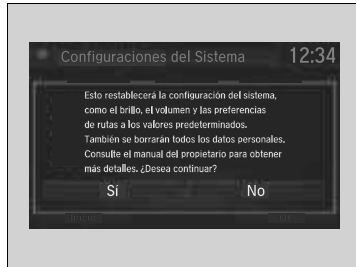 Configuraciones del Sistema 12:34
Esto restablecerá la configuración del sistema,
como el brillo, el volumen y las preferencias
de rutas a los valores predeterminados.
También se borrarán todos los datos personales.
Consulte el manual del propietario para obtener
más detalles. ¿Desea continuar?
Sí No